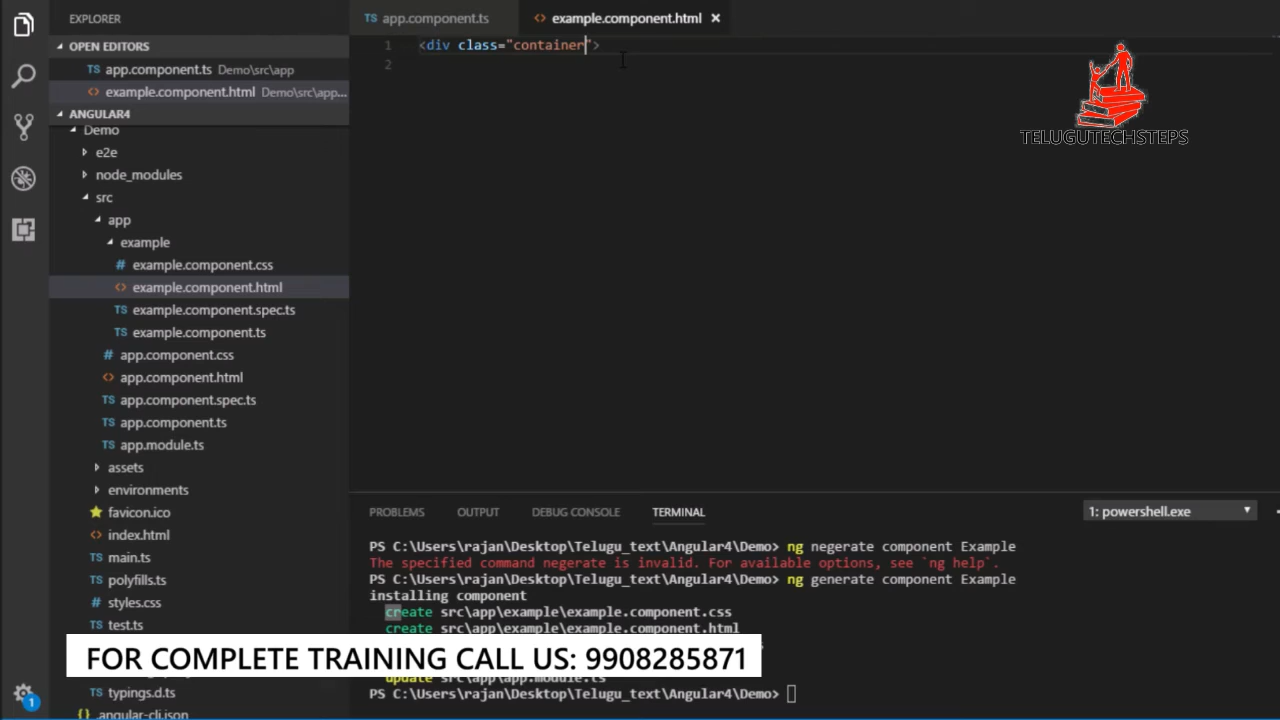 EXPLORER
OPEN EDITORS
TS app.component.ts Demo\src\app
<> example.component.html Demo\src\app...
ANGULAR4
Demo
e2e
node_modules
src
app
example
# example.component.css
<> example.component.html
TS example.component.spec.ts
TS example.component.ts
# app.component.css
<> app.component.html
TS app.component.spec.ts
TS app.component.ts
TS app.module.ts
assets
environments
favicon.ico
<> index.html
TS main.ts
TS polyfills.ts
styles.css
TS test.ts
typings.d.ts
{} .angular-cli.json
1
TS app.component.ts
<> example.component.html ×
1 <div class="container">
2
TELUGUTECHSTEPS
PROBLEMS OUTPUT DEBUG CONSOLE TERMINAL
1: powershell.exe
PS C:\Users\rajan\Desktop\Telugu_text\Angular4\Demo> ng negerate component Example
The specified command negerate is invalid. For available options, see `ng help`.
PS C:\Users\rajan\Desktop\Telugu_text\Angular4\Demo> ng generate component Example
installing component
create src\app\example\example.component.css
create src\app\example\example.component.html
update src\app\app.module.ts
PS C:\Users\rajan\Desktop\Telugu_text\Angular4\Demo>
FOR COMPLETE TRAINING CALL US: 9908285871